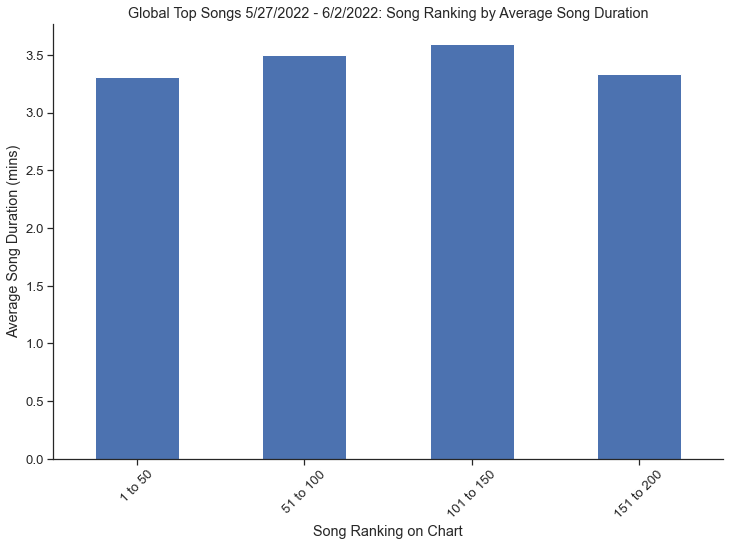 Global Top Songs 5/27/2022 - 6/2/2022: Song Ranking by Average Song Duration
Average Song Duration (mins)
3.5
3.0
2.5
2.0
1.5
1.0
0.5
0.0
1 to 50
51 to 100
101 to 150
151 to 200
Song Ranking on Chart